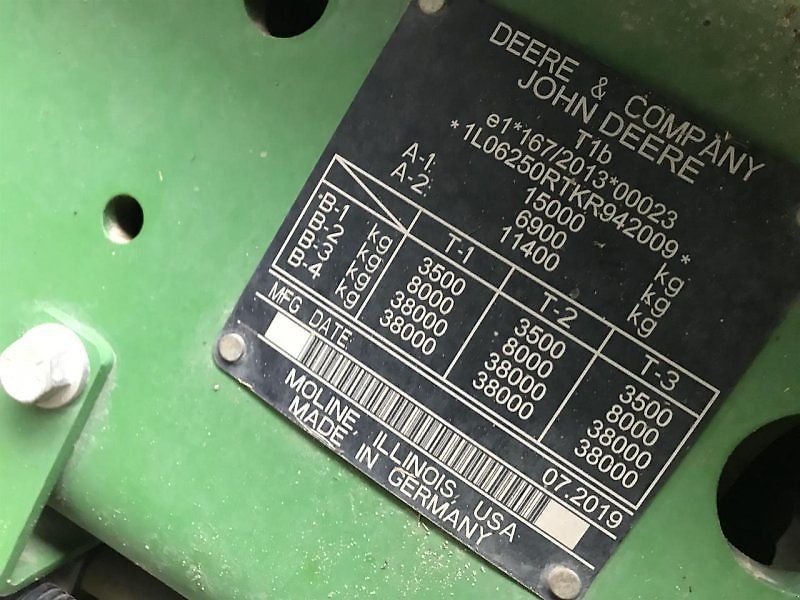 DEERE & COMPANY
JOHN DEERE
T1b
e1*167/2013*00023
*1L06250RTKR942009*
15000 kg
A-1: 6900 kg
A-2: 11400 kg
T-1 T-2 T-3
B-1 kg 3500 3500 3500
B-2 kg 8000 8000 8000
B-3 kg 38000 38000 38000
B-4 kg 38000 38000 38000
MFG DATE 07.2019
MOLINE, ILLINOIS, USA
MADE IN GERMANY